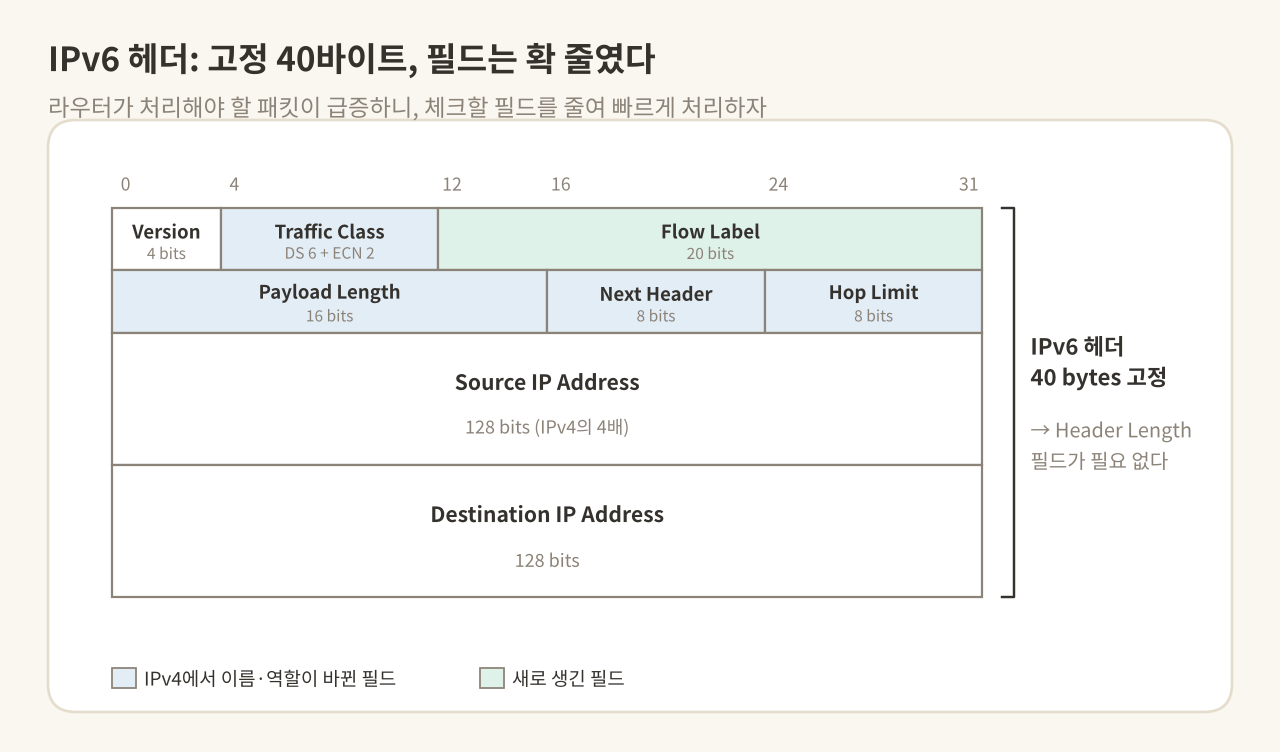 IPv6 헤더: 고정 40바이트, 필드는 확 줄였다
라우터가 처리해야 할 패킷이 급증하니, 체크할 필드를 줄여 빠르게 처리하자
0 4 12 16 24 31
Version Traffic Class Flow Label
4 bits DS 6 + ECN 2 20 bits
Payload Length Next Header Hop Limit
16 bits 8 bits 8 bits
Source IP Address
128 bits (IPv4의 4배)
Destination IP Address
128 bits
IPv6 헤더
40 bytes 고정
→ Header Length
필드가 필요 없다
IPv4에서 이름·역할이 바뀐 필드 새로 생긴 필드